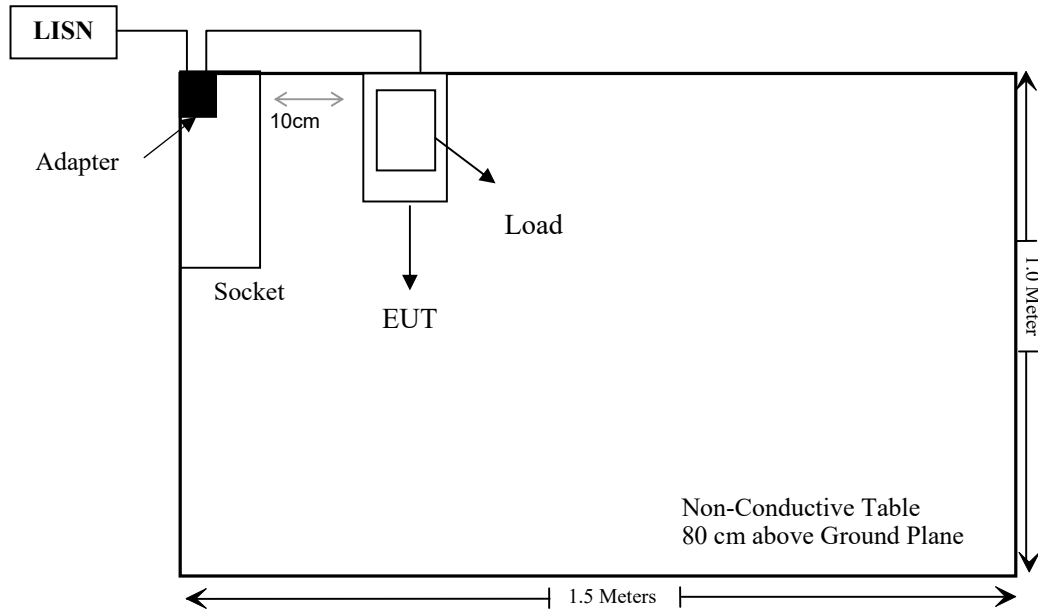 LISN
10cm
Adapter
Load
Socket
EUT
1.0 Meter
Non-Conductive Table
80 cm above Ground Plane
1.5 Meters